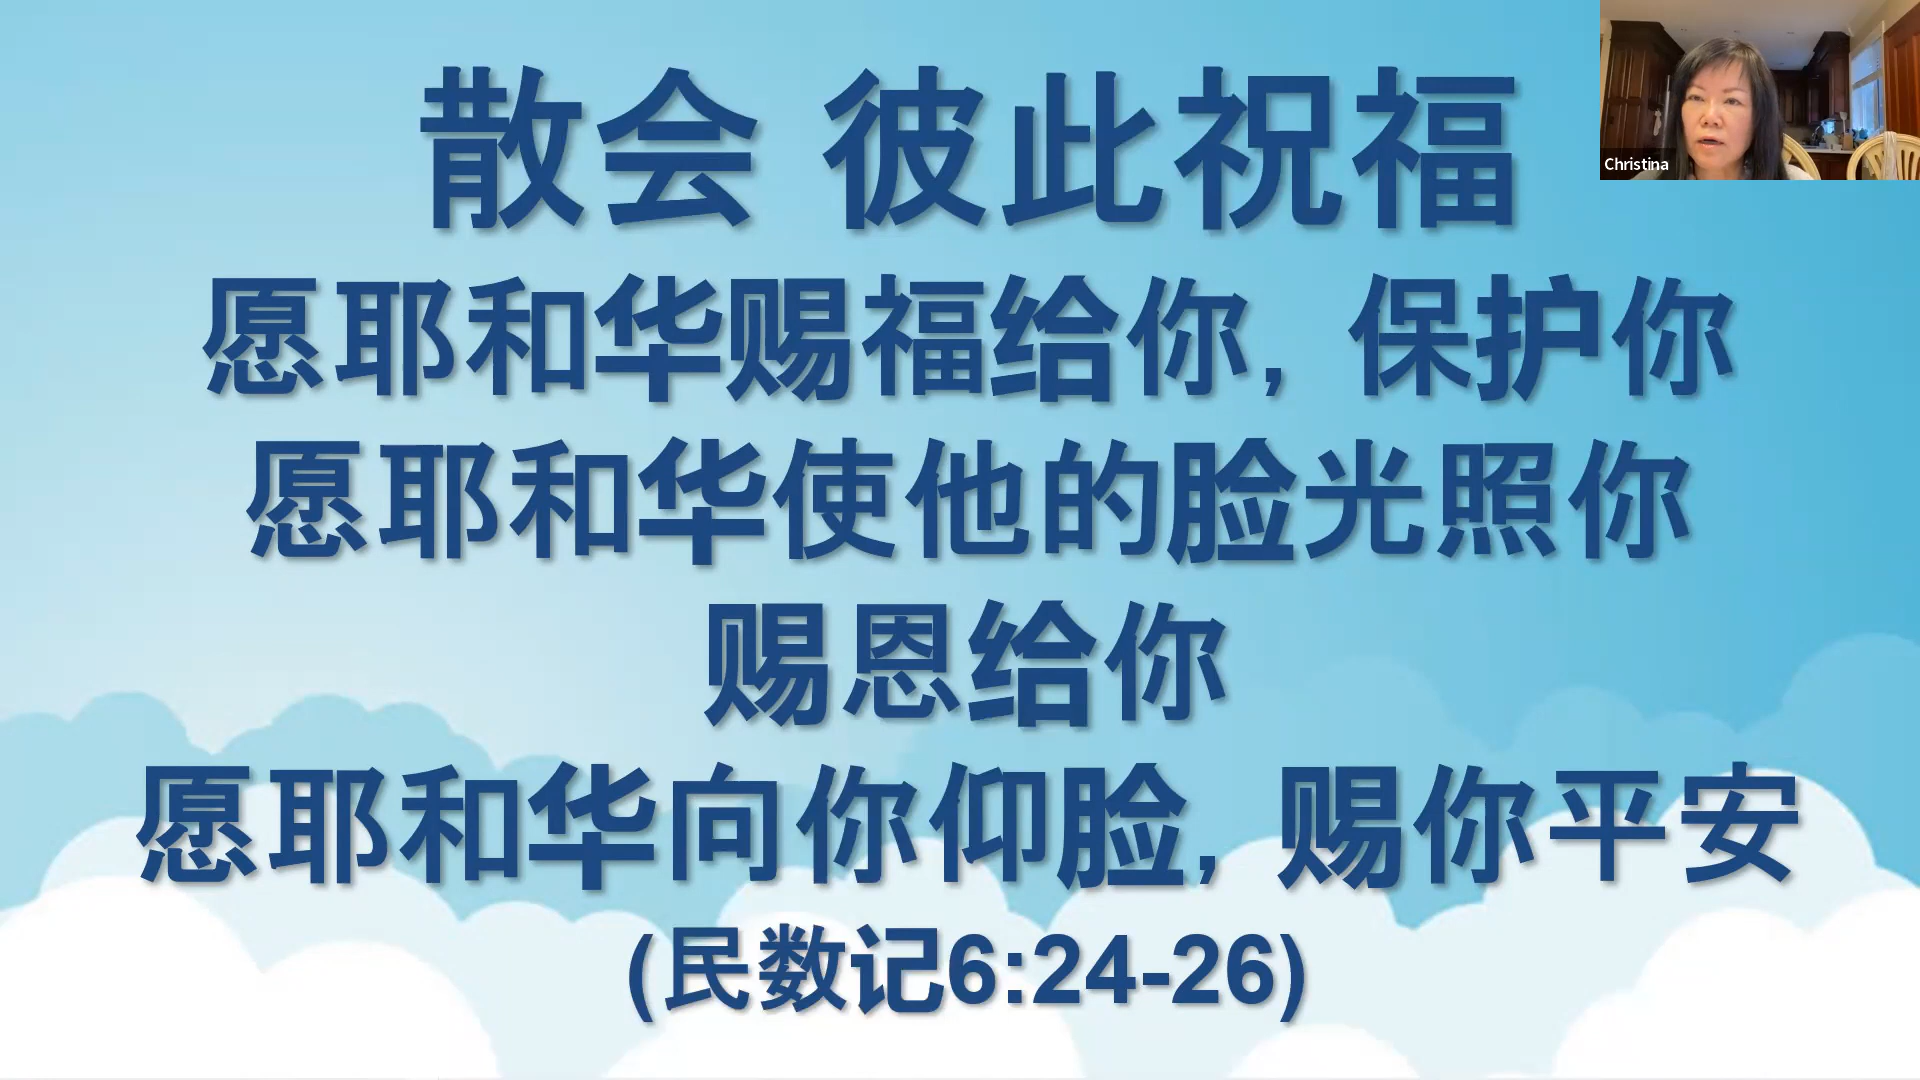 散会 彼此祝福
Christina
愿耶和华赐福给你, 保护你
愿耶和华使他的脸光照你
赐恩给你
愿耶和华向你仰脸, 赐你平安
(民数记6:24-26)